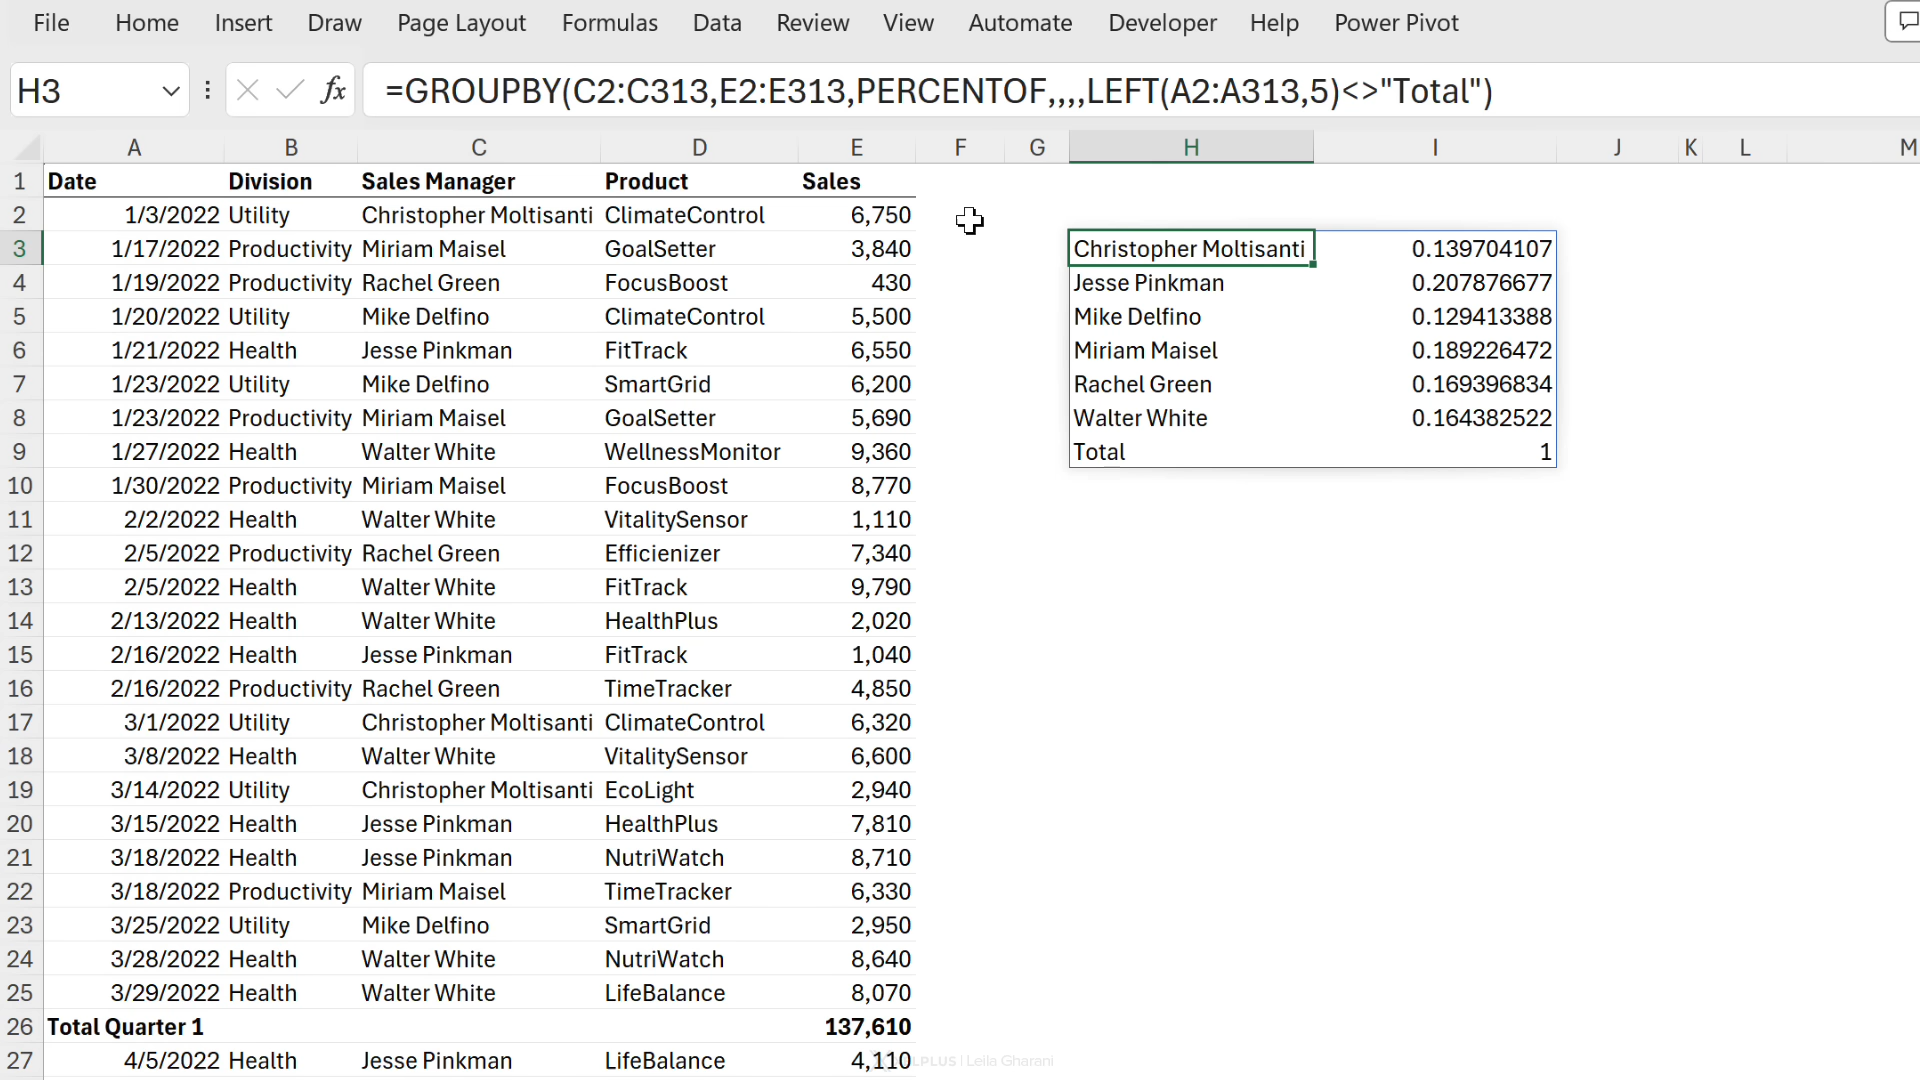 File Home Insert Draw Page Layout Formulas Data Review View Automate Developer Help Power Pivot
H3 fx =GROUPBY(C2:C313,E2:E313,PERCENTOF,,,,LEFT(A2:A313,5)<>"Total")
A B C D E F G H I J K L M
1 Date Division Sales Manager Product Sales
2 1/3/2022 Utility Christopher Moltisanti ClimateControl 6,750
3 1/17/2022 Productivity Miriam Maisel GoalSetter 3,840 Christopher Moltisanti 0.139704107
4 1/19/2022 Productivity Rachel Green FocusBoost 430 Jesse Pinkman 0.207876677
5 1/20/2022 Utility Mike Delfino ClimateControl 5,500 Mike Delfino 0.129413388
6 1/21/2022 Health Jesse Pinkman FitTrack 6,550 Miriam Maisel 0.189226472
7 1/23/2022 Utility Mike Delfino SmartGrid 6,200 Rachel Green 0.169396834
8 1/23/2022 Productivity Miriam Maisel GoalSetter 5,690 Walter White 0.164382522
9 1/27/2022 Health Walter White WellnessMonitor 9,360 Total 1
10 1/30/2022 Productivity Miriam Maisel FocusBoost 8,770
11 2/2/2022 Health Walter White VitalitySensor 1,110
12 2/5/2022 Productivity Rachel Green Efficienizer 7,340
13 2/5/2022 Health Walter White FitTrack 9,790
14 2/13/2022 Health Walter White HealthPlus 2,020
15 2/16/2022 Health Jesse Pinkman FitTrack 1,040
16 2/16/2022 Productivity Rachel Green TimeTracker 4,850
17 3/1/2022 Utility Christopher Moltisanti ClimateControl 6,320
18 3/8/2022 Health Walter White VitalitySensor 6,600
19 3/14/2022 Utility Christopher Moltisanti EcoLight 2,940
20 3/15/2022 Health Jesse Pinkman HealthPlus 7,810
21 3/18/2022 Health Jesse Pinkman NutriWatch 8,710
22 3/18/2022 Productivity Miriam Maisel TimeTracker 6,330
23 3/25/2022 Utility Mike Delfino SmartGrid 2,950
24 3/28/2022 Health Walter White NutriWatch 8,640
25 3/29/2022 Health Walter White LifeBalance 8,070
26 Total Quarter 1 137,610
27 4/5/2022 Health Jesse Pinkman LifeBalance 4,110 | Leila Gharani